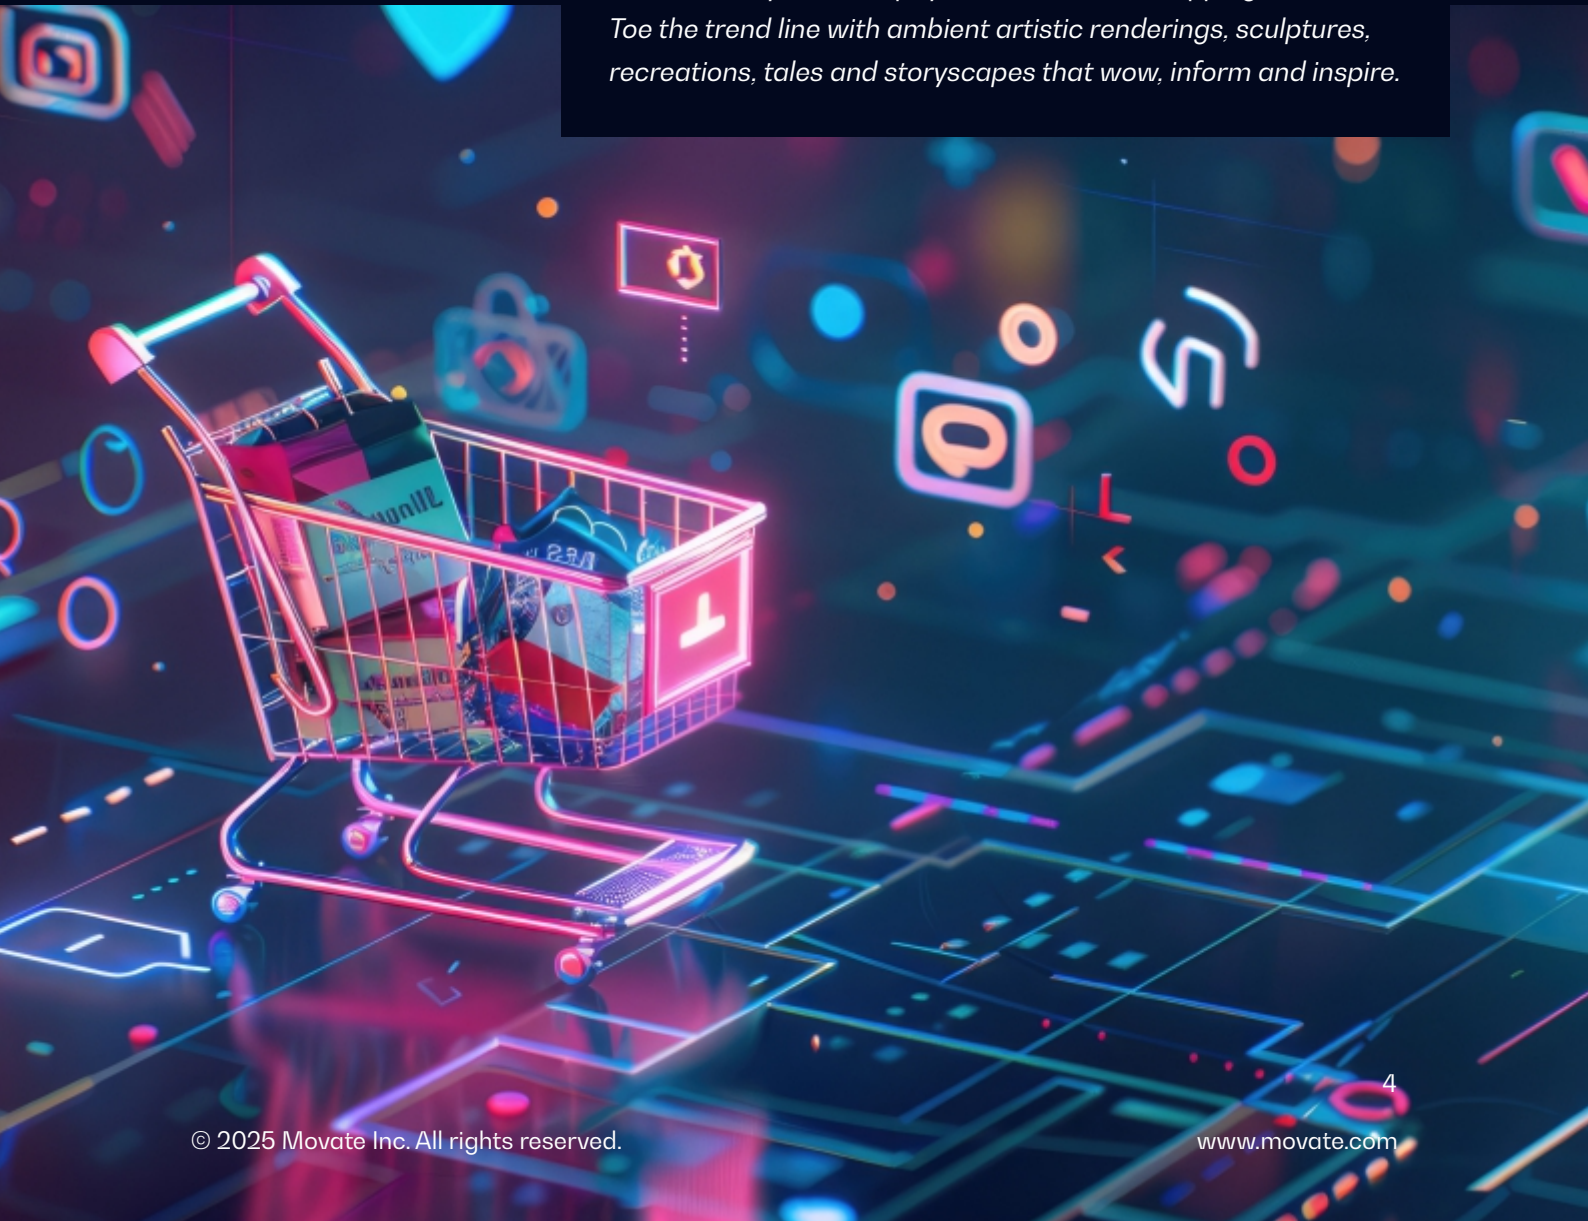 Toe the trend line with ambient artistic renderings, sculptures,
recreations, tales and storyscapes that wow, inform and inspire.
4
© 2025 Movate Inc. All rights reserved.
www.movate.com